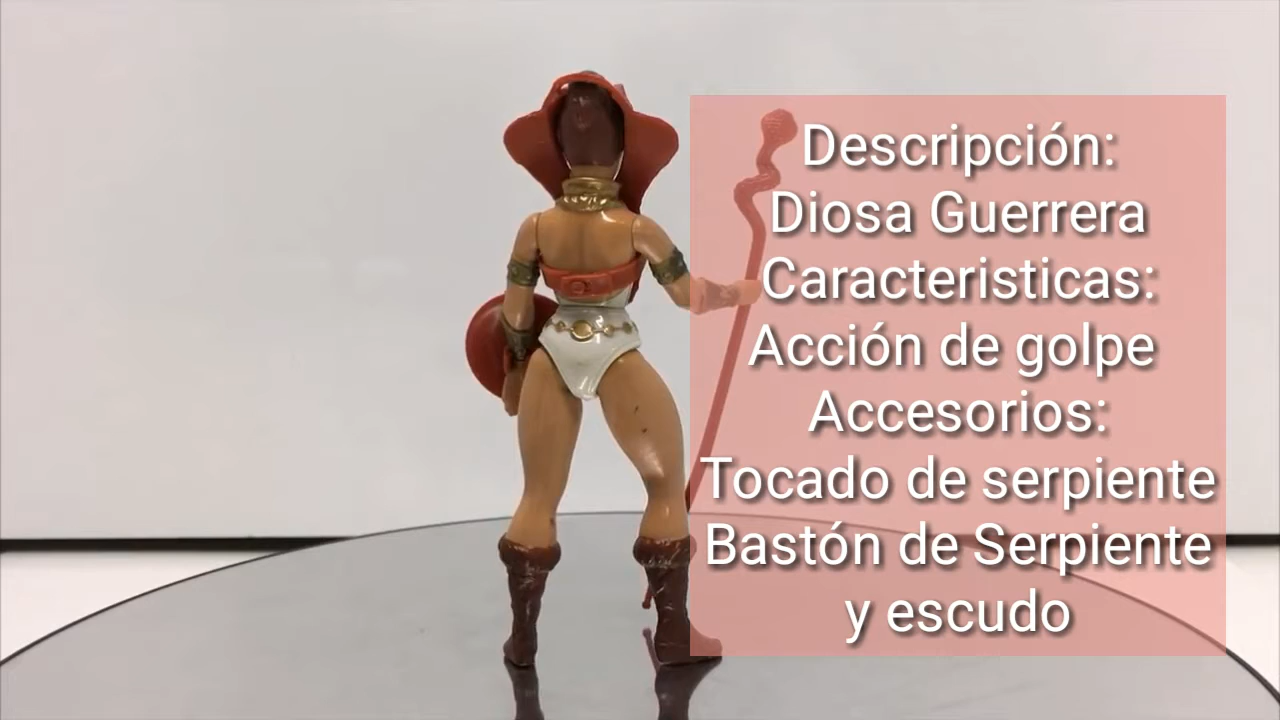 Descripción:
Diosa Guerrera
Caracteristicas:
Acción de golpe
Accesorios:
Tocado de serpiente
Bastón de Serpiente
y escudo